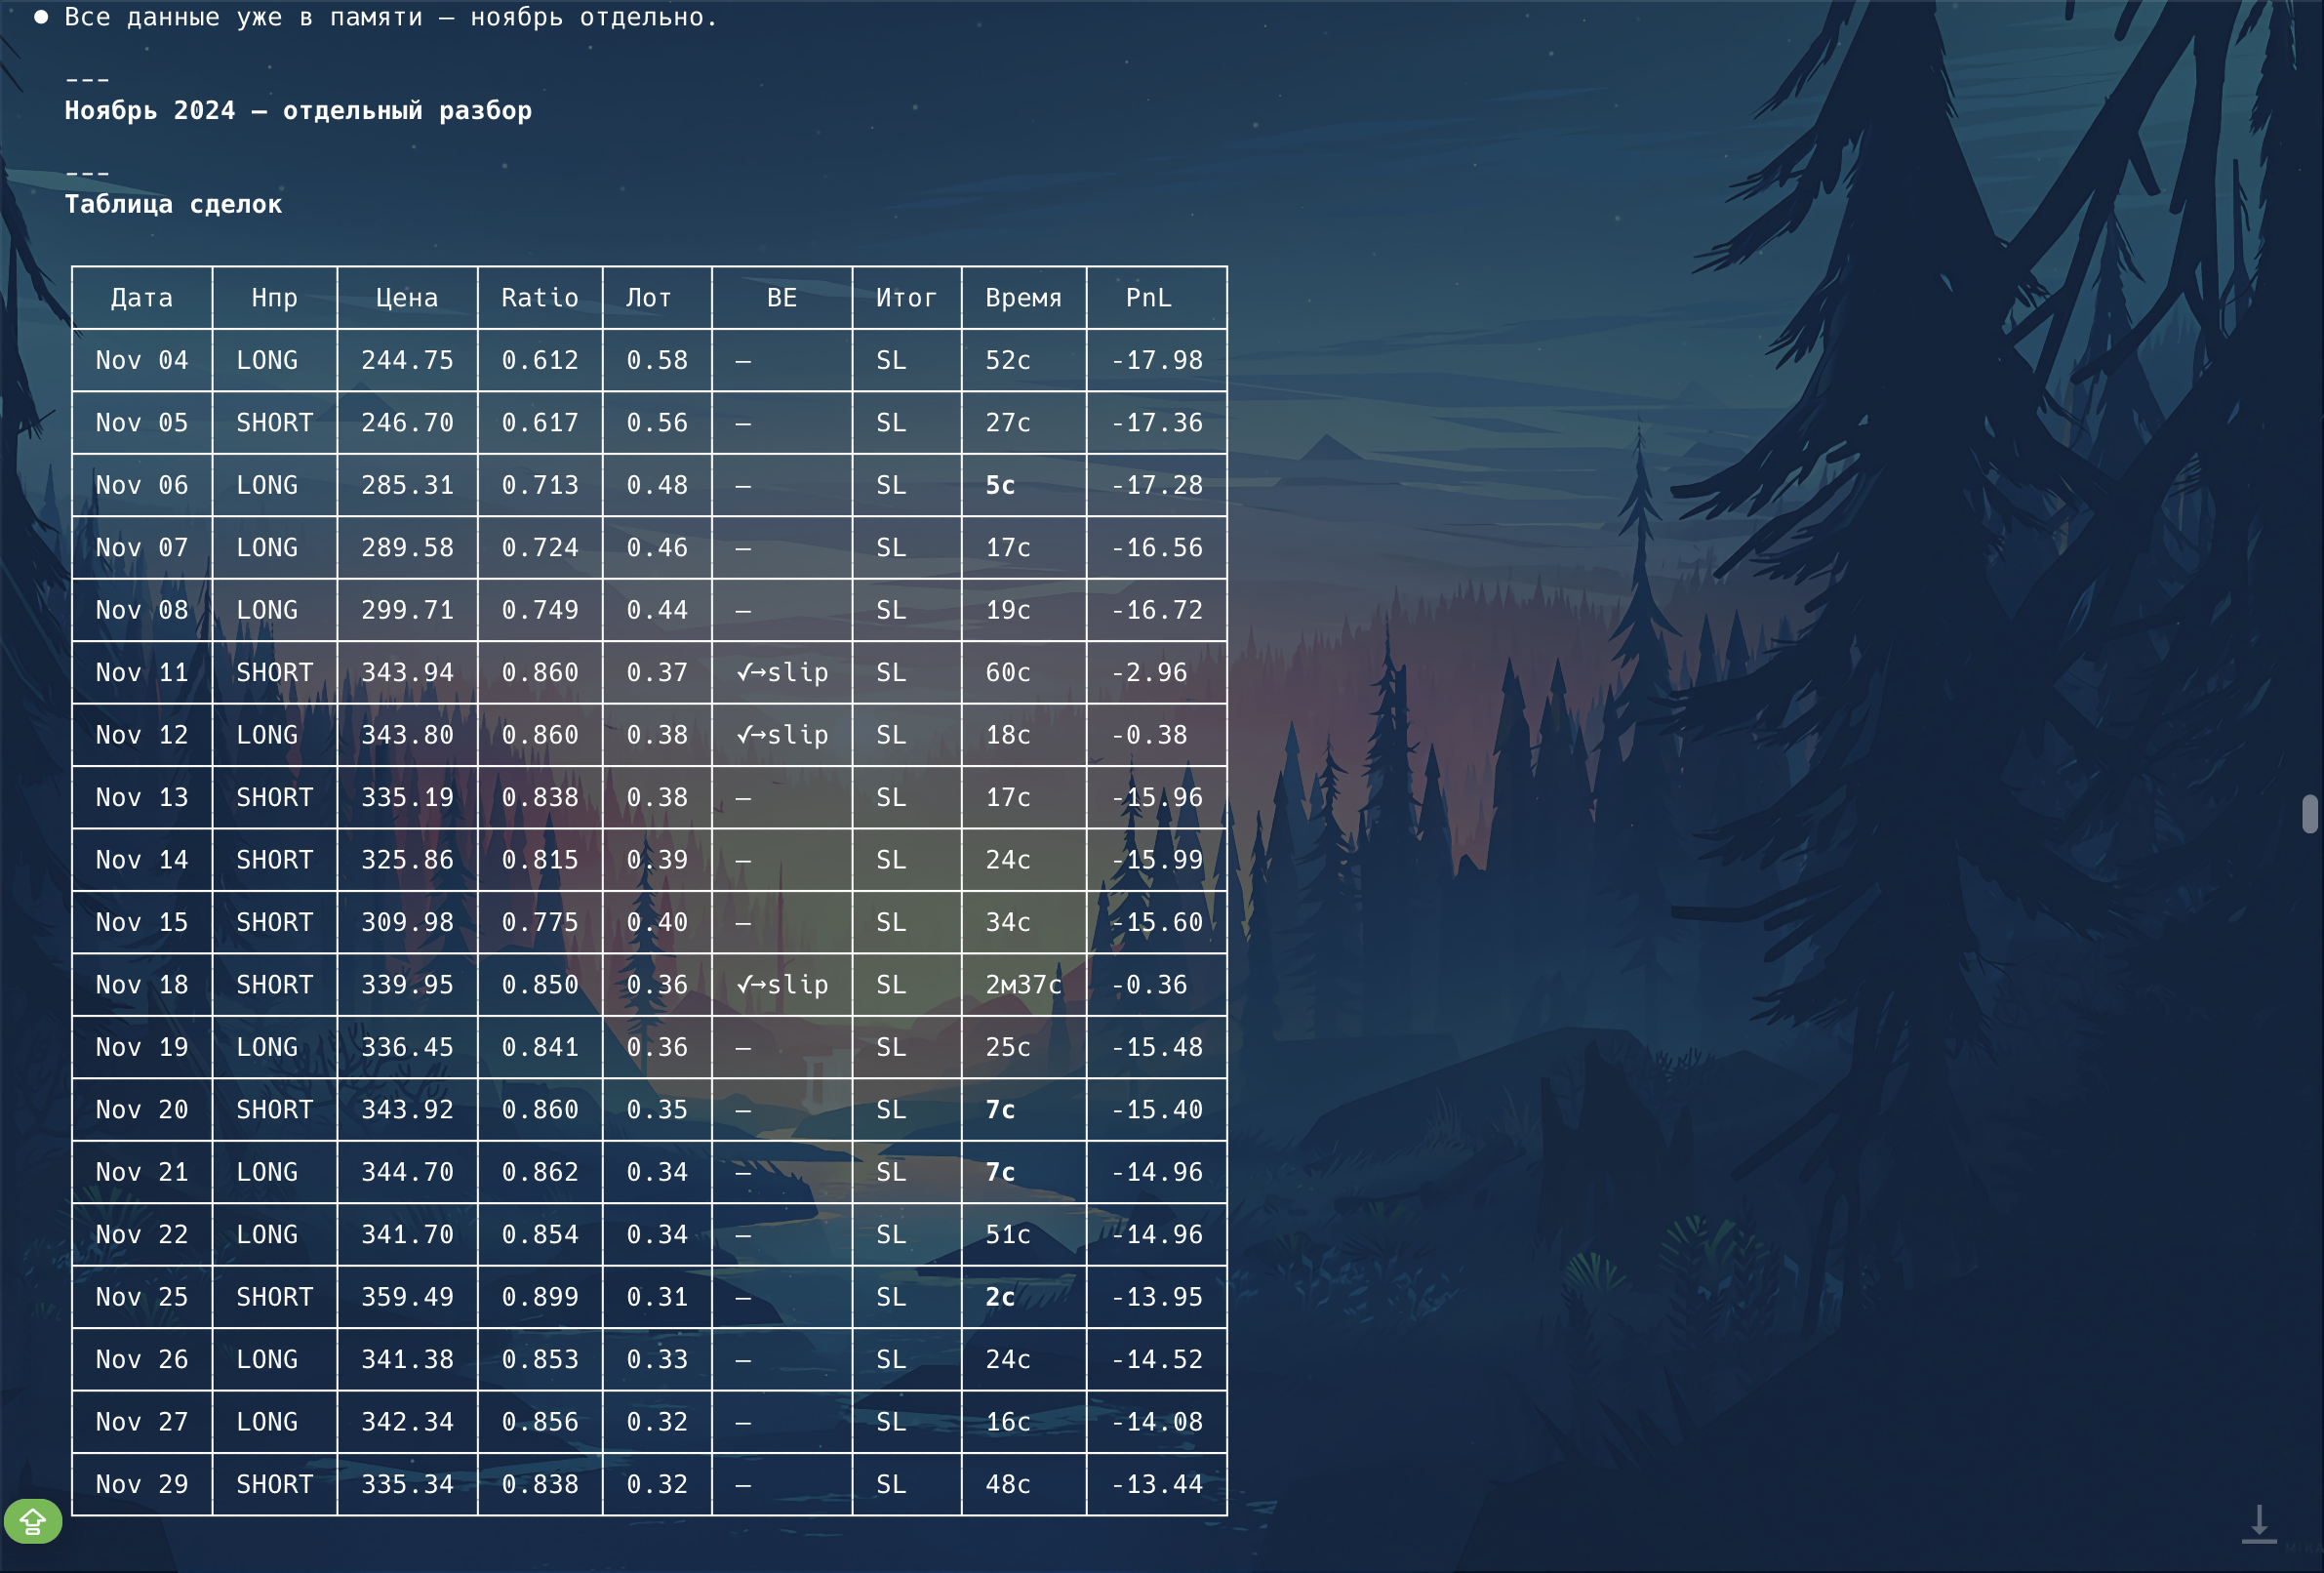 ● Все данные уже в памяти — ноябрь отдельно.
---
Ноябрь 2024 — отдельный разбор
---
Таблица сделок
Дата Нпр Цена Ratio Лот BE Итог Время PnL
Nov 04 LONG 244.75 0.612 0.58 — SL 52с -17.98
Nov 05 SHORT 246.70 0.617 0.56 — SL 27с -17.36
Nov 06 LONG 285.31 0.713 0.48 — SL 5с -17.28
Nov 07 LONG 289.58 0.724 0.46 — SL 17с -16.56
Nov 08 LONG 299.71 0.749 0.44 — SL 19с -16.72
Nov 11 SHORT 343.94 0.860 0.37 ✓→slip SL 60с -2.96
Nov 12 LONG 343.80 0.860 0.38 ✓→slip SL 18с -0.38
Nov 13 SHORT 335.19 0.838 0.38 — SL 17с -15.96
Nov 14 SHORT 325.86 0.815 0.39 — SL 24с -15.99
Nov 15 SHORT 309.98 0.775 0.40 — SL 34с -15.60
Nov 18 SHORT 339.95 0.850 0.36 ✓→slip SL 2м37с -0.36
Nov 19 LONG 336.45 0.841 0.36 — SL 25с -15.48
Nov 20 SHORT 343.92 0.860 0.35 — SL 7с -15.40
Nov 21 LONG 344.70 0.862 0.34 — SL 7с -14.96
Nov 22 LONG 341.70 0.854 0.34 — SL 51с -14.96
Nov 25 SHORT 359.49 0.899 0.31 — SL 2с -13.95
Nov 26 LONG 341.38 0.853 0.33 — SL 24с -14.52
Nov 27 LONG 342.34 0.856 0.32 — SL 16с -14.08
Nov 29 SHORT 335.34 0.838 0.32 — SL 48с -13.44